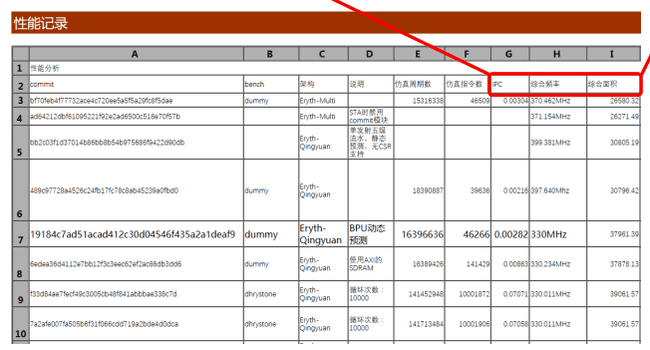 性能记录
A B C D E F G H I
1 性能分析
2 commit bench 架构 说明 仿真周期数 仿真指令数 IPC 综合频率 综合面积
3 bf70feb4f77732ace4c720ee5a5f5a29fc8f5dae dummy Eryth-Multi 15316338 46509 0.00304 370.462MHz 26580.32
4 ad64212dbf61095221f92e2ad6500c518e70f57b Eryth-Multi STA时禁用 371.154MHz 26271.49
commit模块
5 bb2c03f1d37014b86bb8b54b975686f9422d90db Eryth- 单发射五级 399.381MHz 30805.19
Qingyuan 流水、静态
预测、无CSR
支持
6 489c97728a4526c24fb17fc78c8ab45239a0fbd0 dummy Eryth- 18390887 39636 0.00216 397.640Mhz 30796.42
Qingyuan
7 19184c7ad51acad412c30d04546f435a2a1deaf9 dummy Eryth- BPU动态 16396636 46266 0.00282 330MHz 37961.39
Qingyuan 预测
8 6edea36d4112e7bb12f3c3eec62ef2ac86db3dd6 dummy Eryth- 使用AXI的 16389426 141429 0.00863 330.234MHz 37878.13
Qingyuan SDRAM
9 f33d84ae7fecf49c3005cb48f841abbbae338c7d dhrystone Eryth- 循环次数： 141452948 10001872 0.07071 330.011MHz 39061.57
Qingyuan 10000
10 7a2afe007fa505b6f31f066cdd719a2bde4d0dca dhrystone Eryth- 循环次数： 141713484 10001906 0.07058 330.011MHz 39061.57
Qingyuan 10000